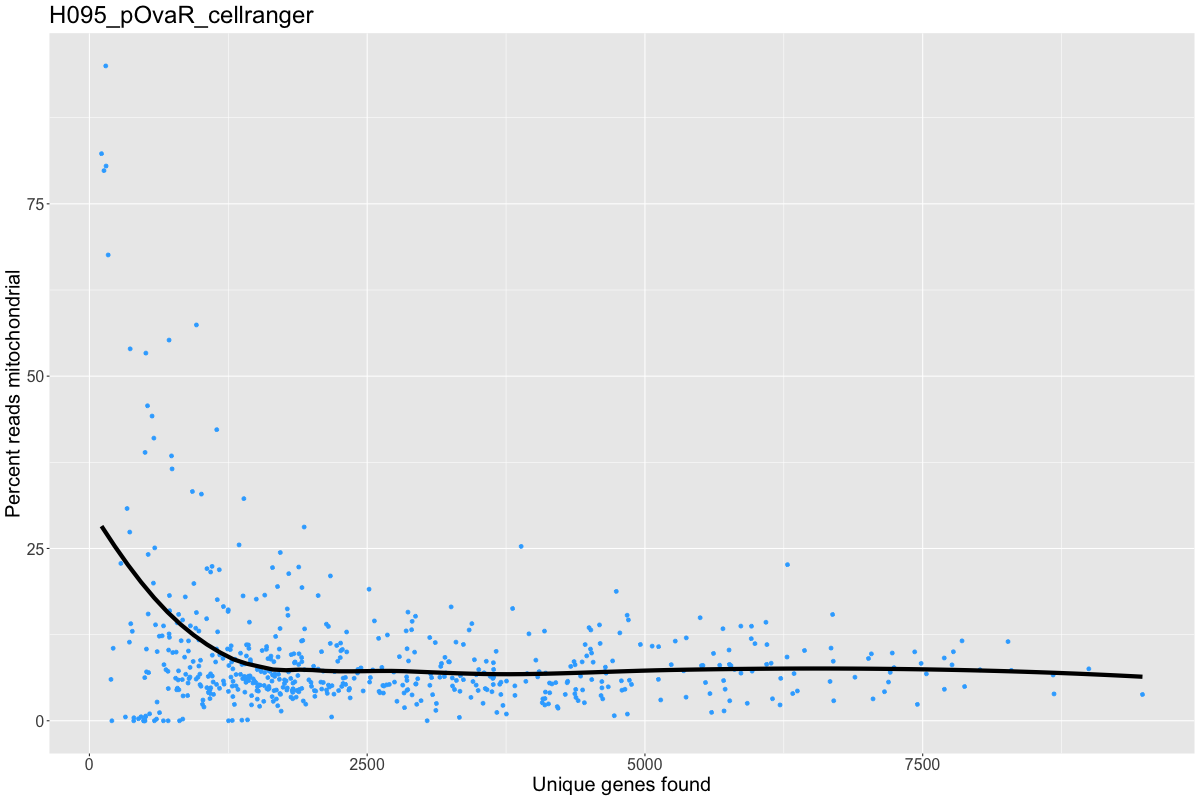 H095_pOvaR_cellranger
Percent reads mitochondrial
75
50
25
0
0 2500 5000 7500
Unique genes found